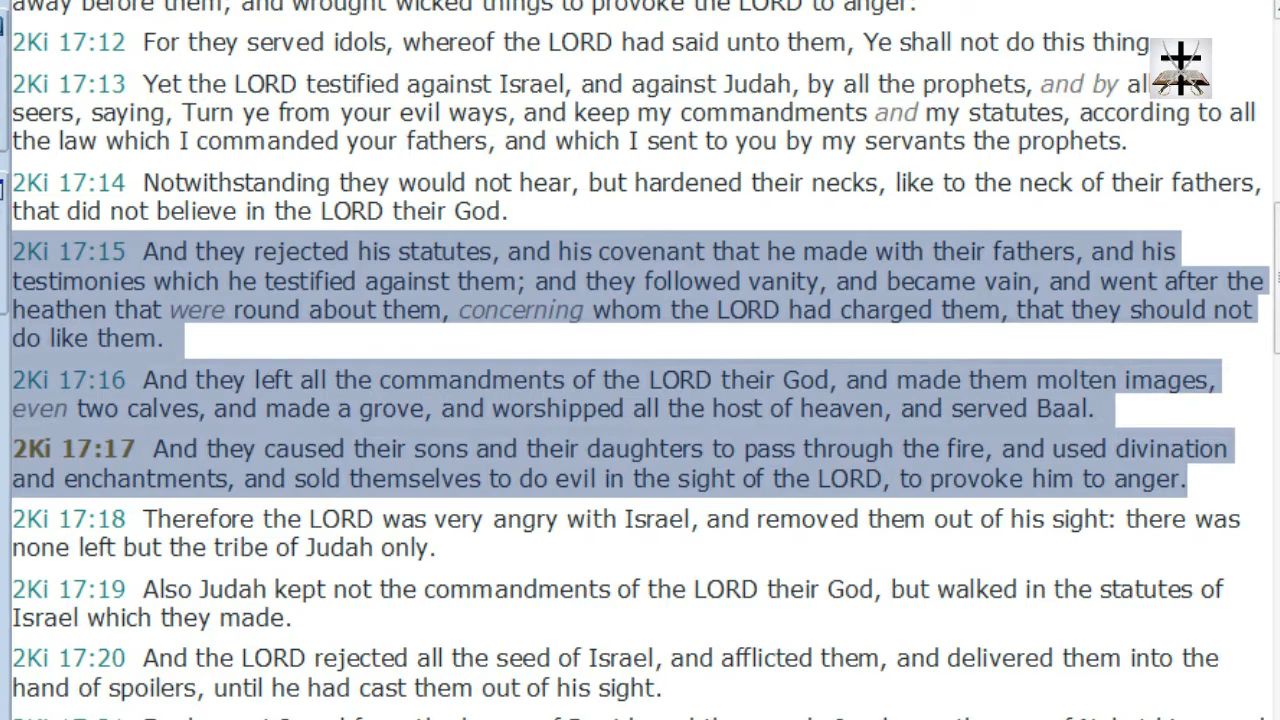 away before them; and wrought wicked things to provoke the LORD to anger:
2Ki 17:12 For they served idols, whereof the LORD had said unto them, Ye shall not do this thing
2Ki 17:13 Yet the LORD testified against Israel, and against Judah, by all the prophets, and by al
seers, saying, Turn ye from your evil ways, and keep my commandments and my statutes, according to all
the law which I commanded your fathers, and which I sent to you by my servants the prophets.
2Ki 17:14 Notwithstanding they would not hear, but hardened their necks, like to the neck of their fathers,
that did not believe in the LORD their God.
2Ki 17:15 And they rejected his statutes, and his covenant that he made with their fathers, and his
testimonies which he testified against them; and they followed vanity, and became vain, and went after the
heathen that were round about them, concerning whom the LORD had charged them, that they should not
do like them.
2Ki 17:16 And they left all the commandments of the LORD their God, and made them molten images,
even two calves, and made a grove, and worshipped all the host of heaven, and served Baal.
2Ki 17:17 And they caused their sons and their daughters to pass through the fire, and used divination
and enchantments, and sold themselves to do evil in the sight of the LORD, to provoke him to anger.
2Ki 17:18 Therefore the LORD was very angry with Israel, and removed them out of his sight: there was
none left but the tribe of Judah only.
2Ki 17:19 Also Judah kept not the commandments of the LORD their God, but walked in the statutes of
Israel which they made.
2Ki 17:20 And the LORD rejected all the seed of Israel, and afflicted them, and delivered them into the
hand of spoilers, until he had cast them out of his sight.